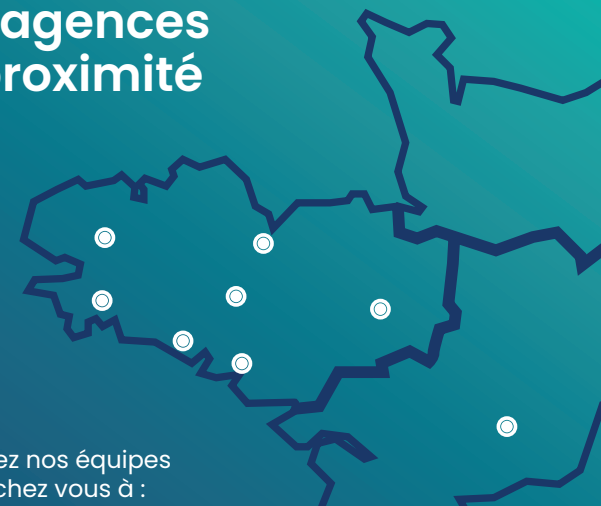 agences
roximité
ez nos équipes
chez vous à :